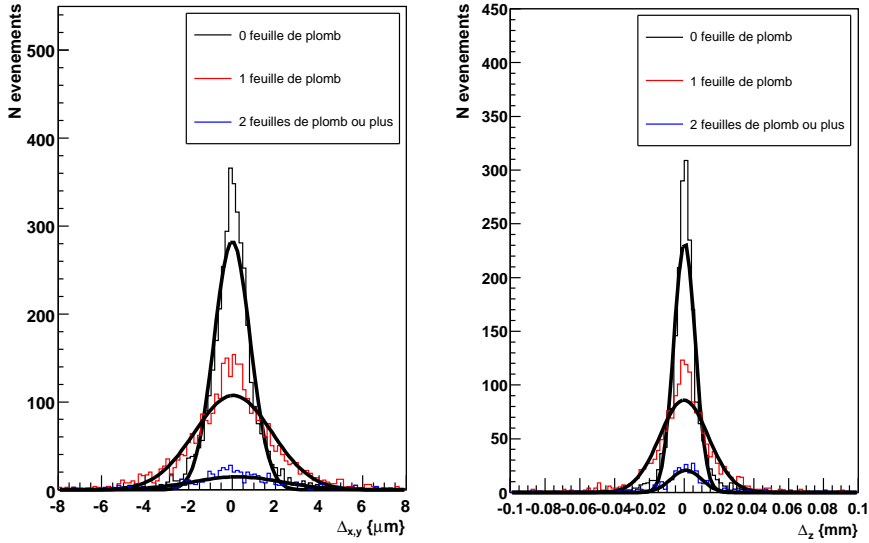 N evenements
500
400
300
200
100
0
0 feuille de plomb
1 feuille de plomb
2 feuilles de plomb ou plus
-8 -6 -4 -2 0 2 4 6 8
Δx,y {μm}
N evenements
450
400
350
300
250
200
150
100
50
0
0 feuille de plomb
1 feuille de plomb
2 feuilles de plomb ou plus
-0.1 -0.08 -0.06 -0.04 -0.02 0 0.02 0.04 0.06 0.08 0.1
Δz {mm}